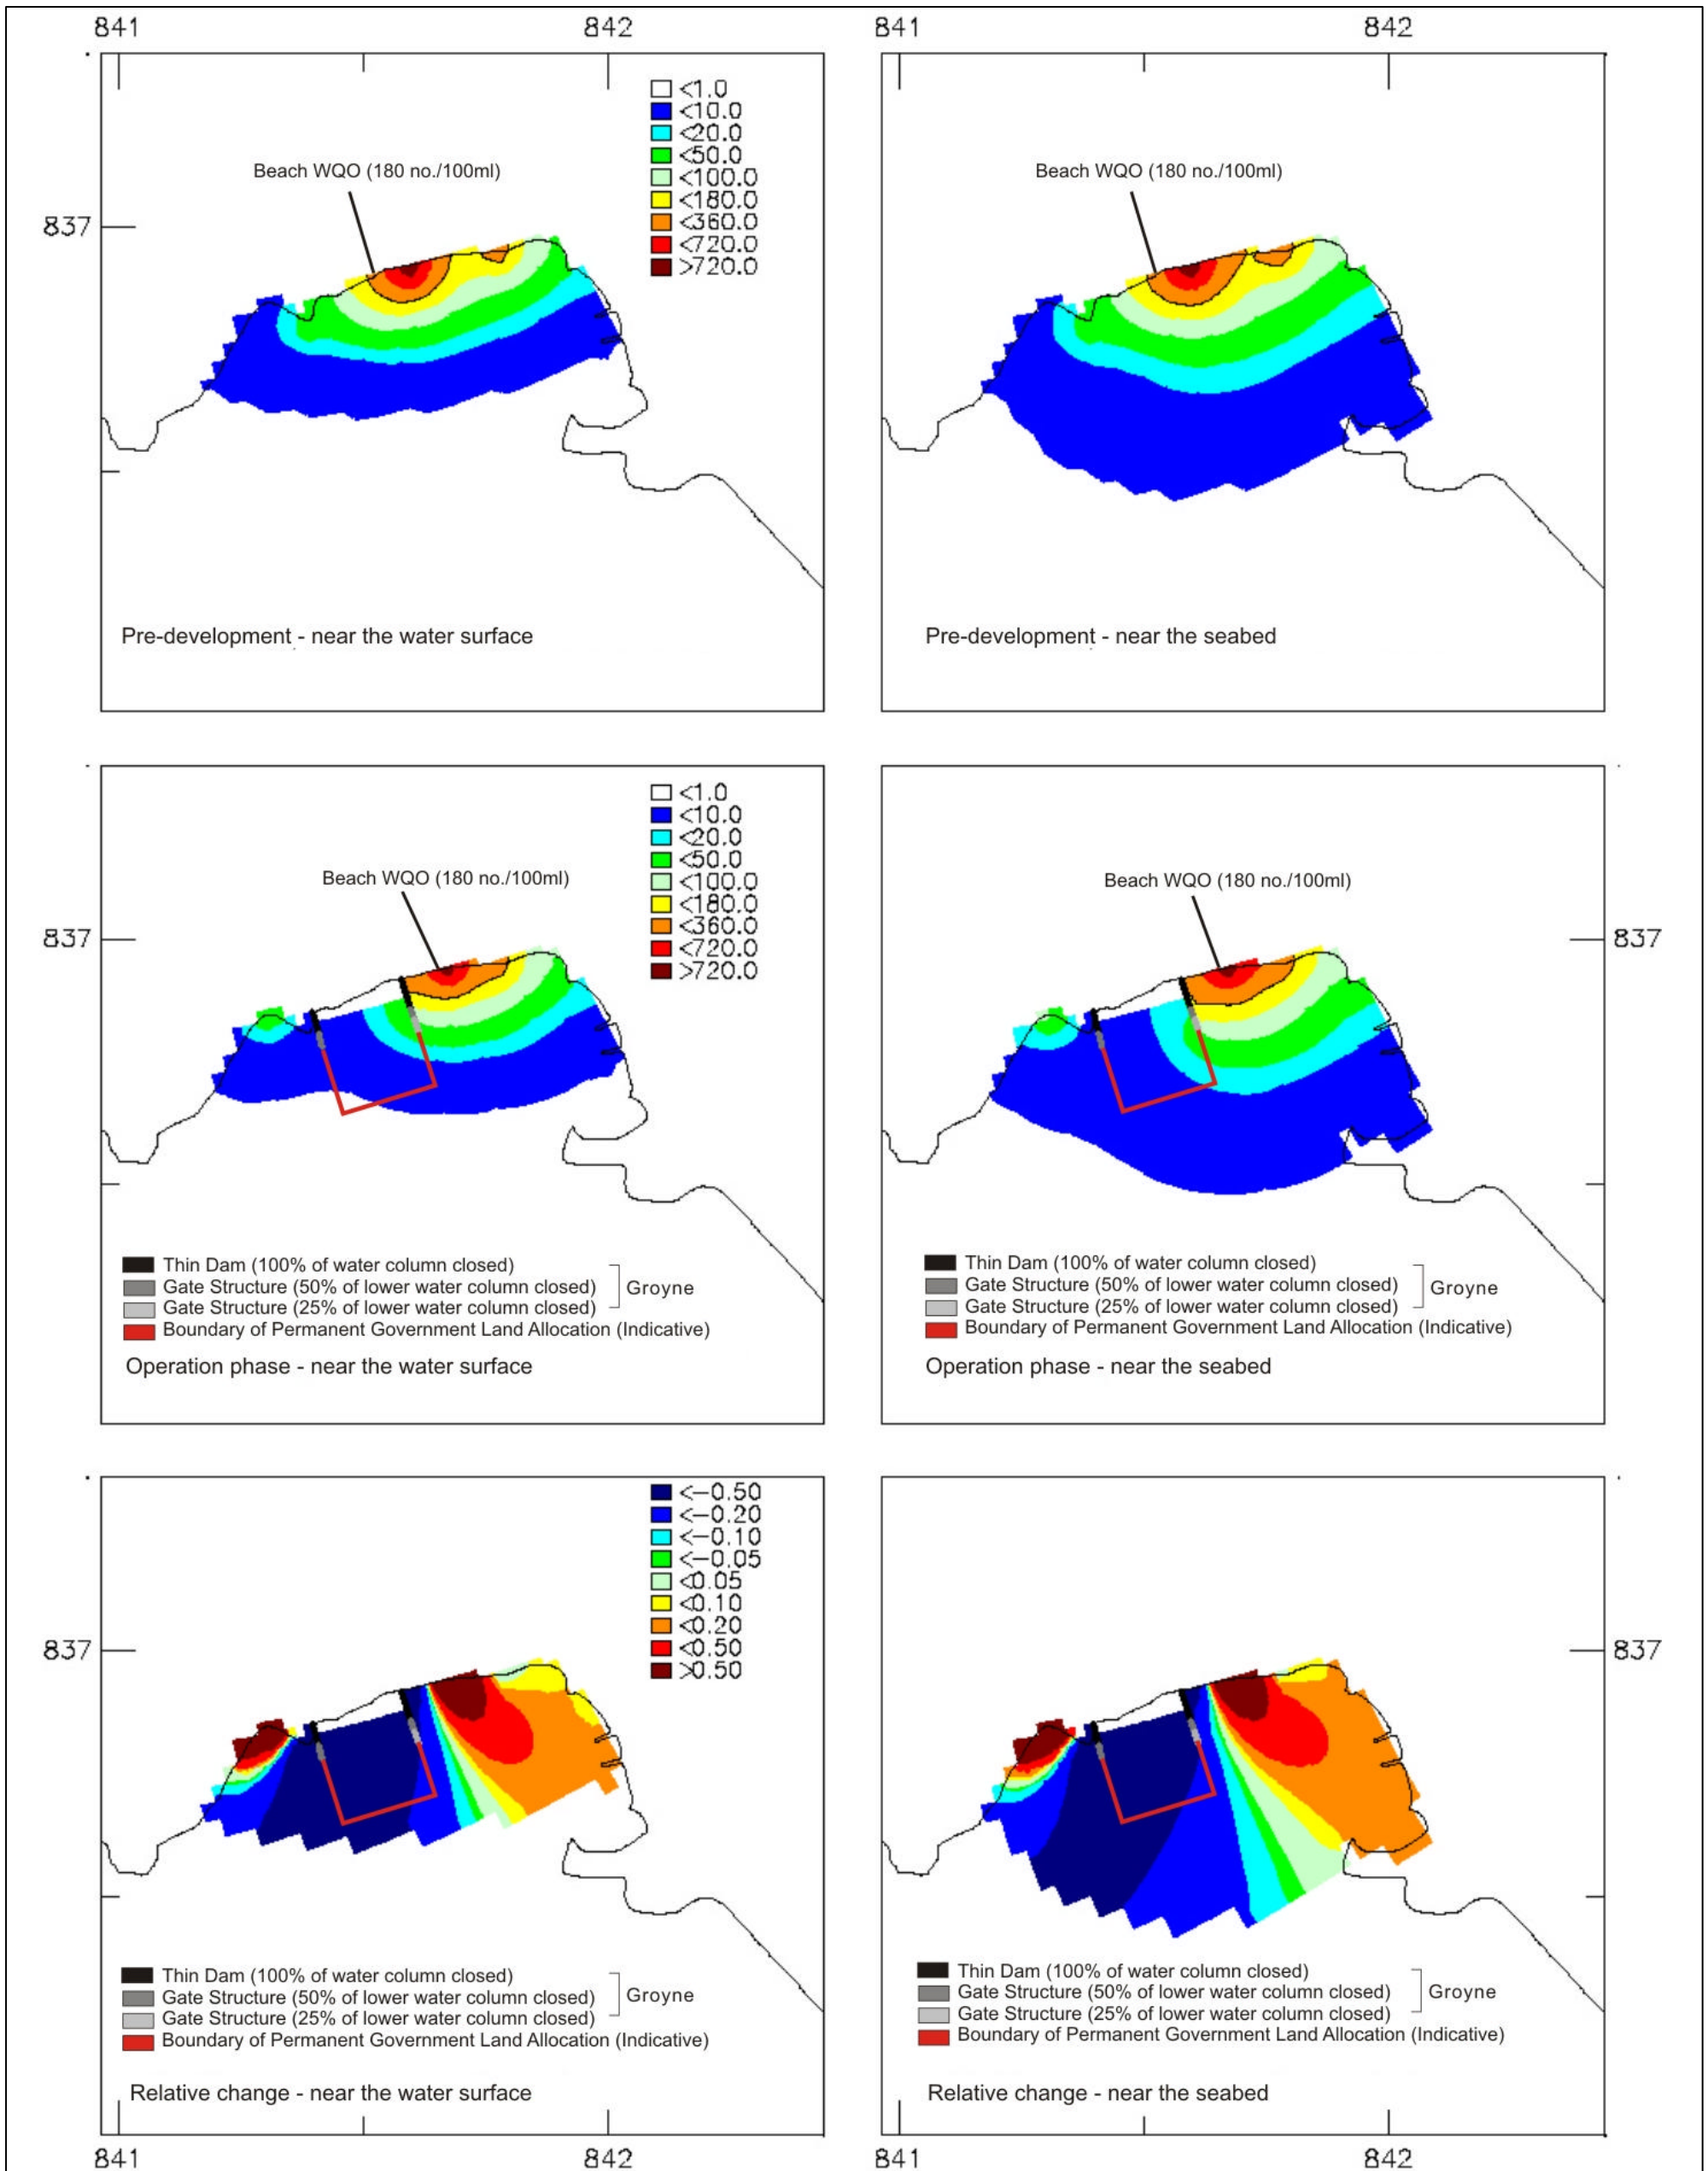 841
842
841
842
<1.0
<10.0
<20.0
<50.0
<100.0
<180.0
<360.0
<720.0
>720.0
Beach WQO (180 no./100ml)
Beach WQO (180 no./100ml)
837
Pre-development - near the water surface
Pre-development - near the seabed
<1.0
<10.0
<20.0
<50.0
<100.0
<180.0
<360.0
<720.0
>720.0
Beach WQO (180 no./100ml)
Beach WQO (180 no./100ml)
837
837
Thin Dam (100% of water column closed)
Gate Structure (50% of lower water column closed)
Gate Structure (25% of lower water column closed)
Groyne
Boundary of Permanent Government Land Allocation (Indicative)
Operation phase - near the water surface
Thin Dam (100% of water column closed)
Gate Structure (50% of lower water column closed)
Gate Structure (25% of lower water column closed)
Groyne
Boundary of Permanent Government Land Allocation (Indicative)
Operation phase - near the seabed
<-0.50
<-0.20
<-0.10
<-0.05
<0.05
<0.10
<0.20
<0.50
>0.50
837
837
Thin Dam (100% of water column closed)
Gate Structure (50% of lower water column closed)
Gate Structure (25% of lower water column closed)
Groyne
Boundary of Permanent Government Land Allocation (Indicative)
Relative change - near the water surface
Thin Dam (100% of water column closed)
Gate Structure (50% of lower water column closed)
Gate Structure (25% of lower water column closed)
Groyne
Boundary of Permanent Government Land Allocation (Indicative)
Relative change - near the seabed
841
842
841
842